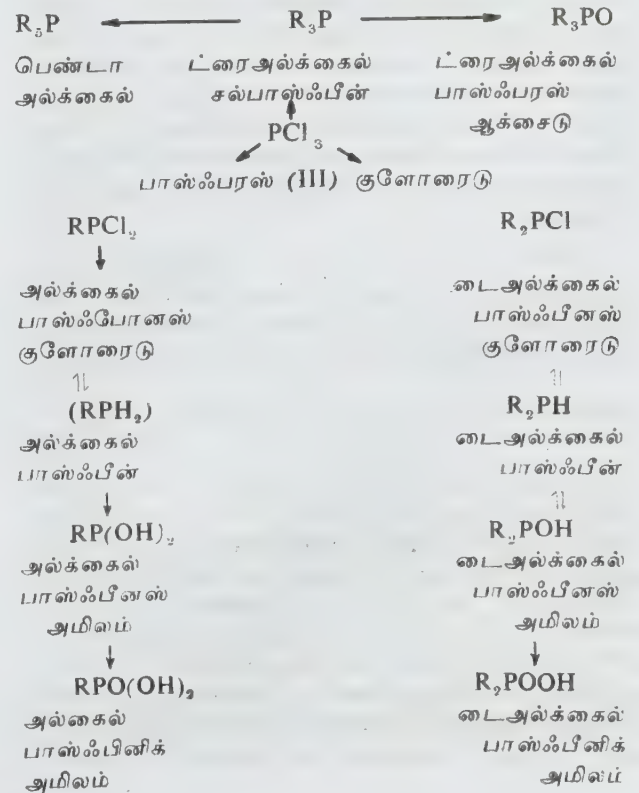 R₅P ← R₃P → R₃PO
பெண்டா ட்ரைஅல்க்கைல் ட்ரைஅல்க்கைல்
அல்க்கைல் சல்பாஸ்ஃபீன் பாஸ்ஃபரஸ்
ஆக்சைடு
PCl₃
பாஸ்ஃபரஸ் (III) குளோரைடு
RPCl₂ R₂PCl
↓
அல்க்கைல் டைஅல்க்கைல்
பாஸ்ஃபோனஸ் பாஸ்ஃபீனஸ்
குளோரைடு குளோரைடு
⇅ ⇅
(RPH₂) R₂PH
அல்க்கைல் டைஅல்க்கைல்
பாஸ்ஃபீன் பாஸ்ஃபீன்
↓ ⇅
RP(OH)₂ R₂POH
அல்க்கைல் டைஅல்க்கைல்
பாஸ்ஃபீனஸ் பாஸ்ஃபீனஸ்
அமிலம் அமிலம்
↓ ↓
RPO(OH)₂ R₂POOH
அல்கைல் டைஅல்க்கைல்
பாஸ்ஃபினிக் பாஸ்ஃபீனிக்
அமிலம் அமிலம்